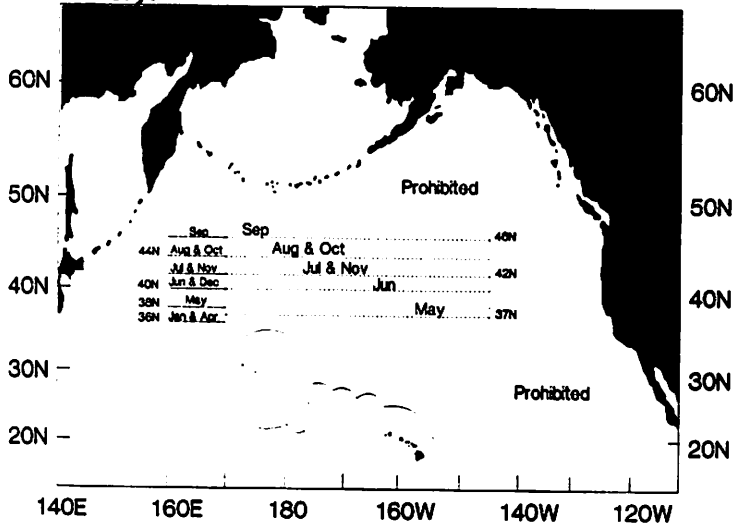 60N
60N
Prohibited
50N
50N
Sep Sep 46N
44N Aug & Oct Aug & Oct
Jul & Nov Jul & Nov 42N
40N Jun & Dec Jun 40N
40N
38N May May
36N Jan & Apr 37N
30N
30N
Prohibited
20N
20N
140E 160E 180 160W 140W 120W